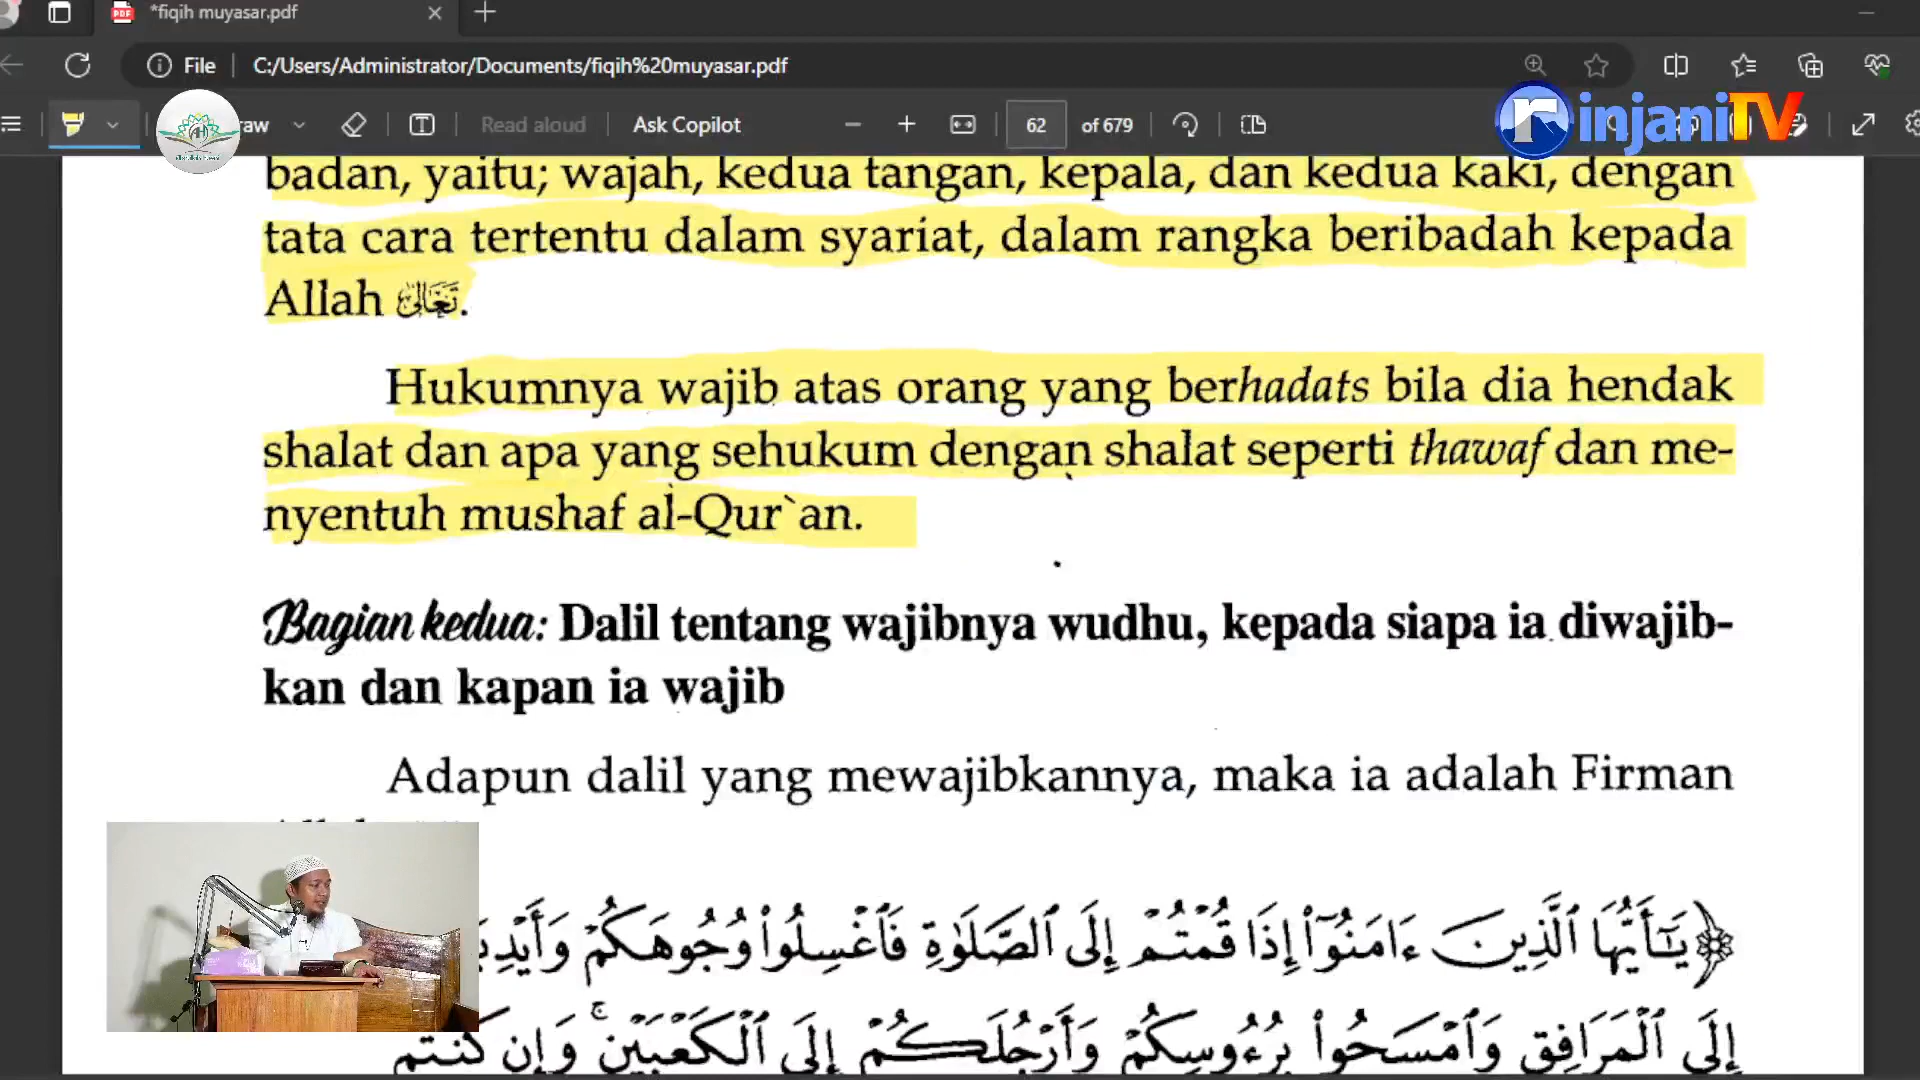 *fiqih muyasar.pdf
File
C:/Users/Administrator/Documents/fiqih%20muyasar.pdf
raw
Read aloud
Ask Copilot
62
of 679
rinjaniTV
badan, yaitu; wajah, kedua tangan, kepala, dan kedua kaki, dengan
tata cara tertentu dalam syariat, dalam rangka beribadah kepada
Allah تَعَالَى.
Hukumnya wajib atas orang yang berhadats bila dia hendak
shalat dan apa yang sehukum dengan shalat seperti thawaf dan me-
nyentuh mushaf al-Qur`an.
Bagian kedua: Dalil tentang wajibnya wudhu, kepada siapa ia diwajib-
kan dan kapan ia wajib
Adapun dalil yang mewajibkannya, maka ia adalah Firman
﴿ يَٰٓأَيُّهَا ٱلَّذِينَ ءَامَنُوٓا۟ إِذَا قُمْتُمْ إِلَى ٱلصَّلَوٰةِ فَٱغْسِلُوا۟ وُجُوهَكُمْ
إِلَى ٱلْمَرَافِقِ وَٱمْسَحُوا۟ بِرُءُوسِكُمْ وَأَرْجُلَكُمْ إِلَى ٱلْكَعْبَيْنِ ۚ وَإِن كُنتُمْ